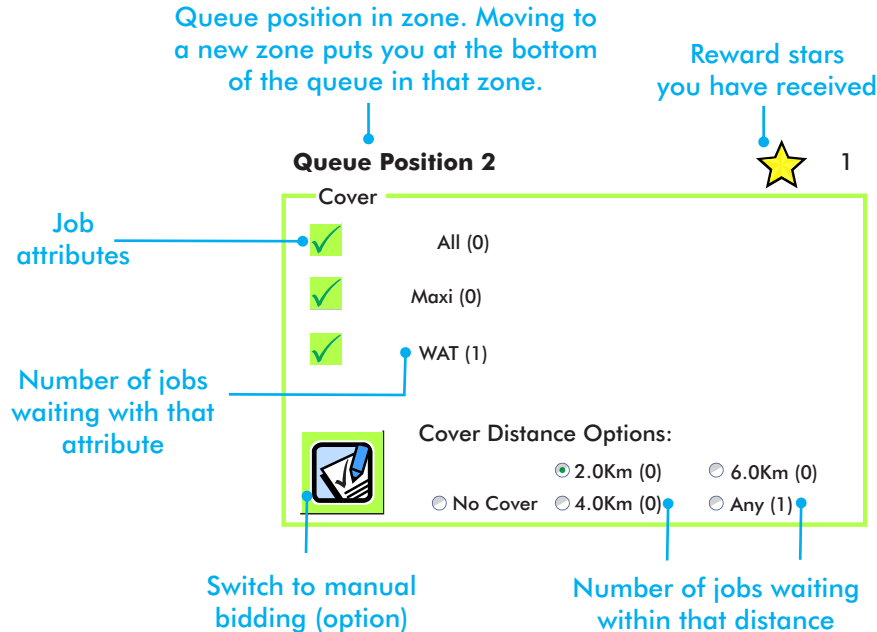 Queue position in zone. Moving to
a new zone puts you at the bottom
of the queue in that zone.
Reward stars
you have received
Queue Position 2
1
Cover
Job
attributes
All (0)
Maxi (0)
WAT (1)
Number of jobs
waiting with that
attribute
Cover Distance Options:
2.0Km (0) 6.0Km (0)
No Cover 4.0Km (0) Any (1)
Switch to manual
bidding (option)
Number of jobs waiting
within that distance